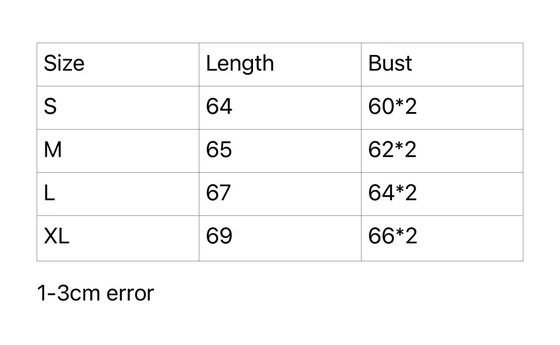 Size Length Bust
S 64 60*2
M 65 62*2
L 67 64*2
XL 69 66*2
1-3cm error